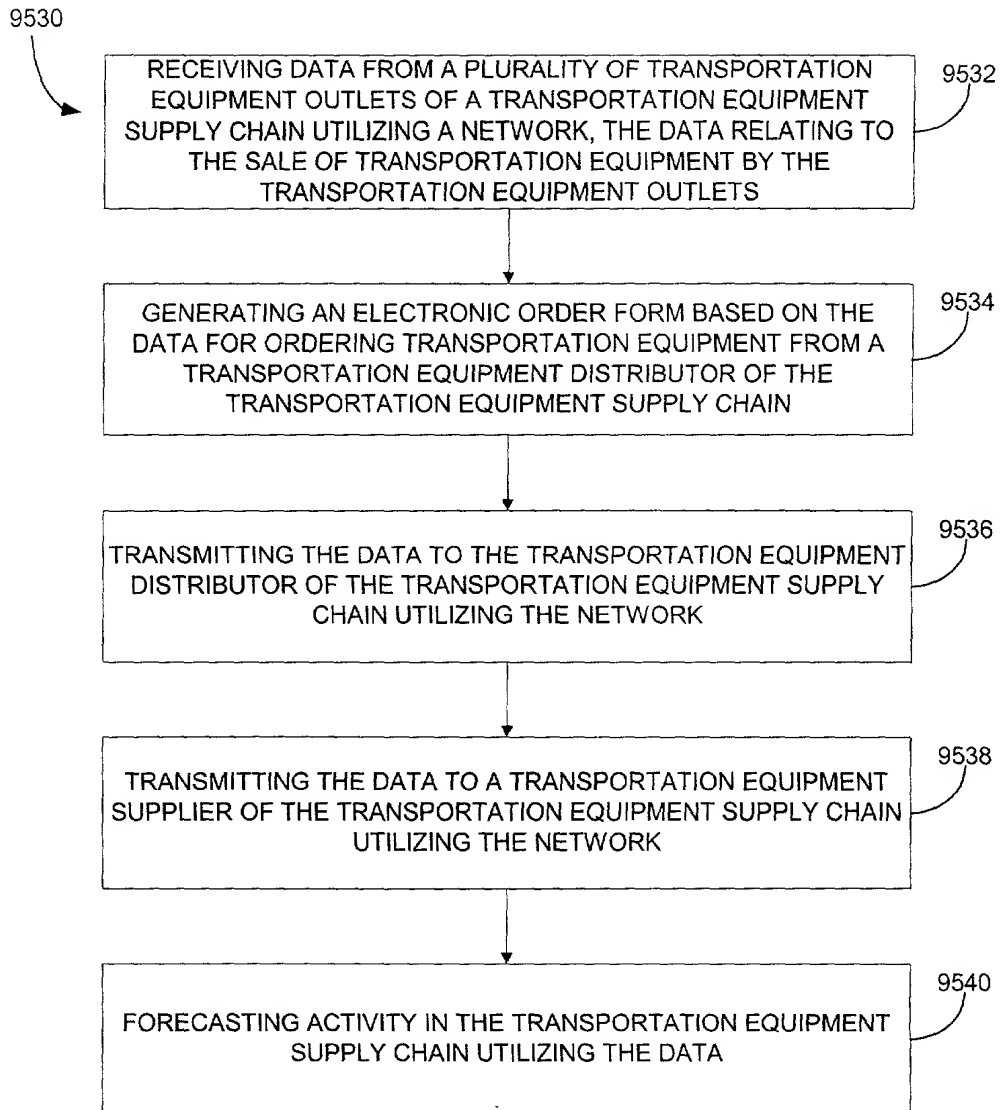 9530
RECEIVING DATA FROM A PLURALITY OF TRANSPORTATION
EQUIPMENT OUTLETS OF A TRANSPORTATION EQUIPMENT
SUPPLY CHAIN UTILIZING A NETWORK, THE DATA RELATING TO
THE SALE OF TRANSPORTATION EQUIPMENT BY THE
TRANSPORTATION EQUIPMENT OUTLETS
9532
GENERATING AN ELECTRONIC ORDER FORM BASED ON THE
DATA FOR ORDERING TRANSPORTATION EQUIPMENT FROM A
TRANSPORTATION EQUIPMENT DISTRIBUTOR OF THE
TRANSPORTATION EQUIPMENT SUPPLY CHAIN
9534
TRANSMITTING THE DATA TO THE TRANSPORTATION EQUIPMENT
DISTRIBUTOR OF THE TRANSPORTATION EQUIPMENT SUPPLY
CHAIN UTILIZING THE NETWORK
9536
TRANSMITTING THE DATA TO A TRANSPORTATION EQUIPMENT
SUPPLIER OF THE TRANSPORTATION EQUIPMENT SUPPLY CHAIN
UTILIZING THE NETWORK
9538
FORECASTING ACTIVITY IN THE TRANSPORTATION EQUIPMENT
SUPPLY CHAIN UTILIZING THE DATA
9540